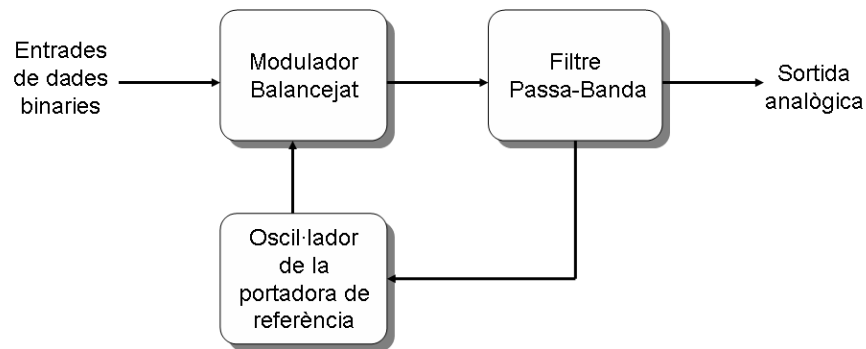 Entrades
de dades
binaries
Modulador
Balancejat
Filtre
Passa-Banda
Sortida
analògica
Oscil·lador
de la
portadora de
referència